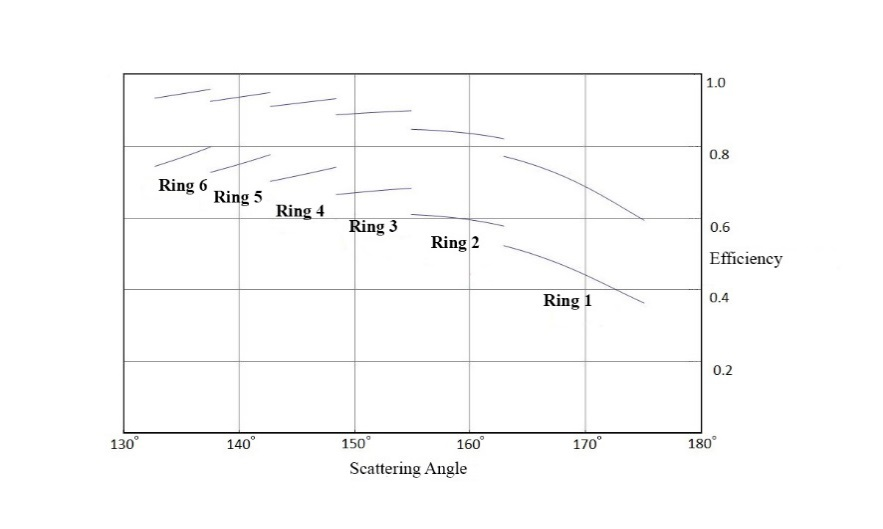 1.0
0.8
Ring 6
Ring 5
Ring 4
Ring 3
0.6
Ring 2
Efficiency
0.4
Ring 1
0.2
130° 140° 150° 160° 170° 180°
Scattering Angle